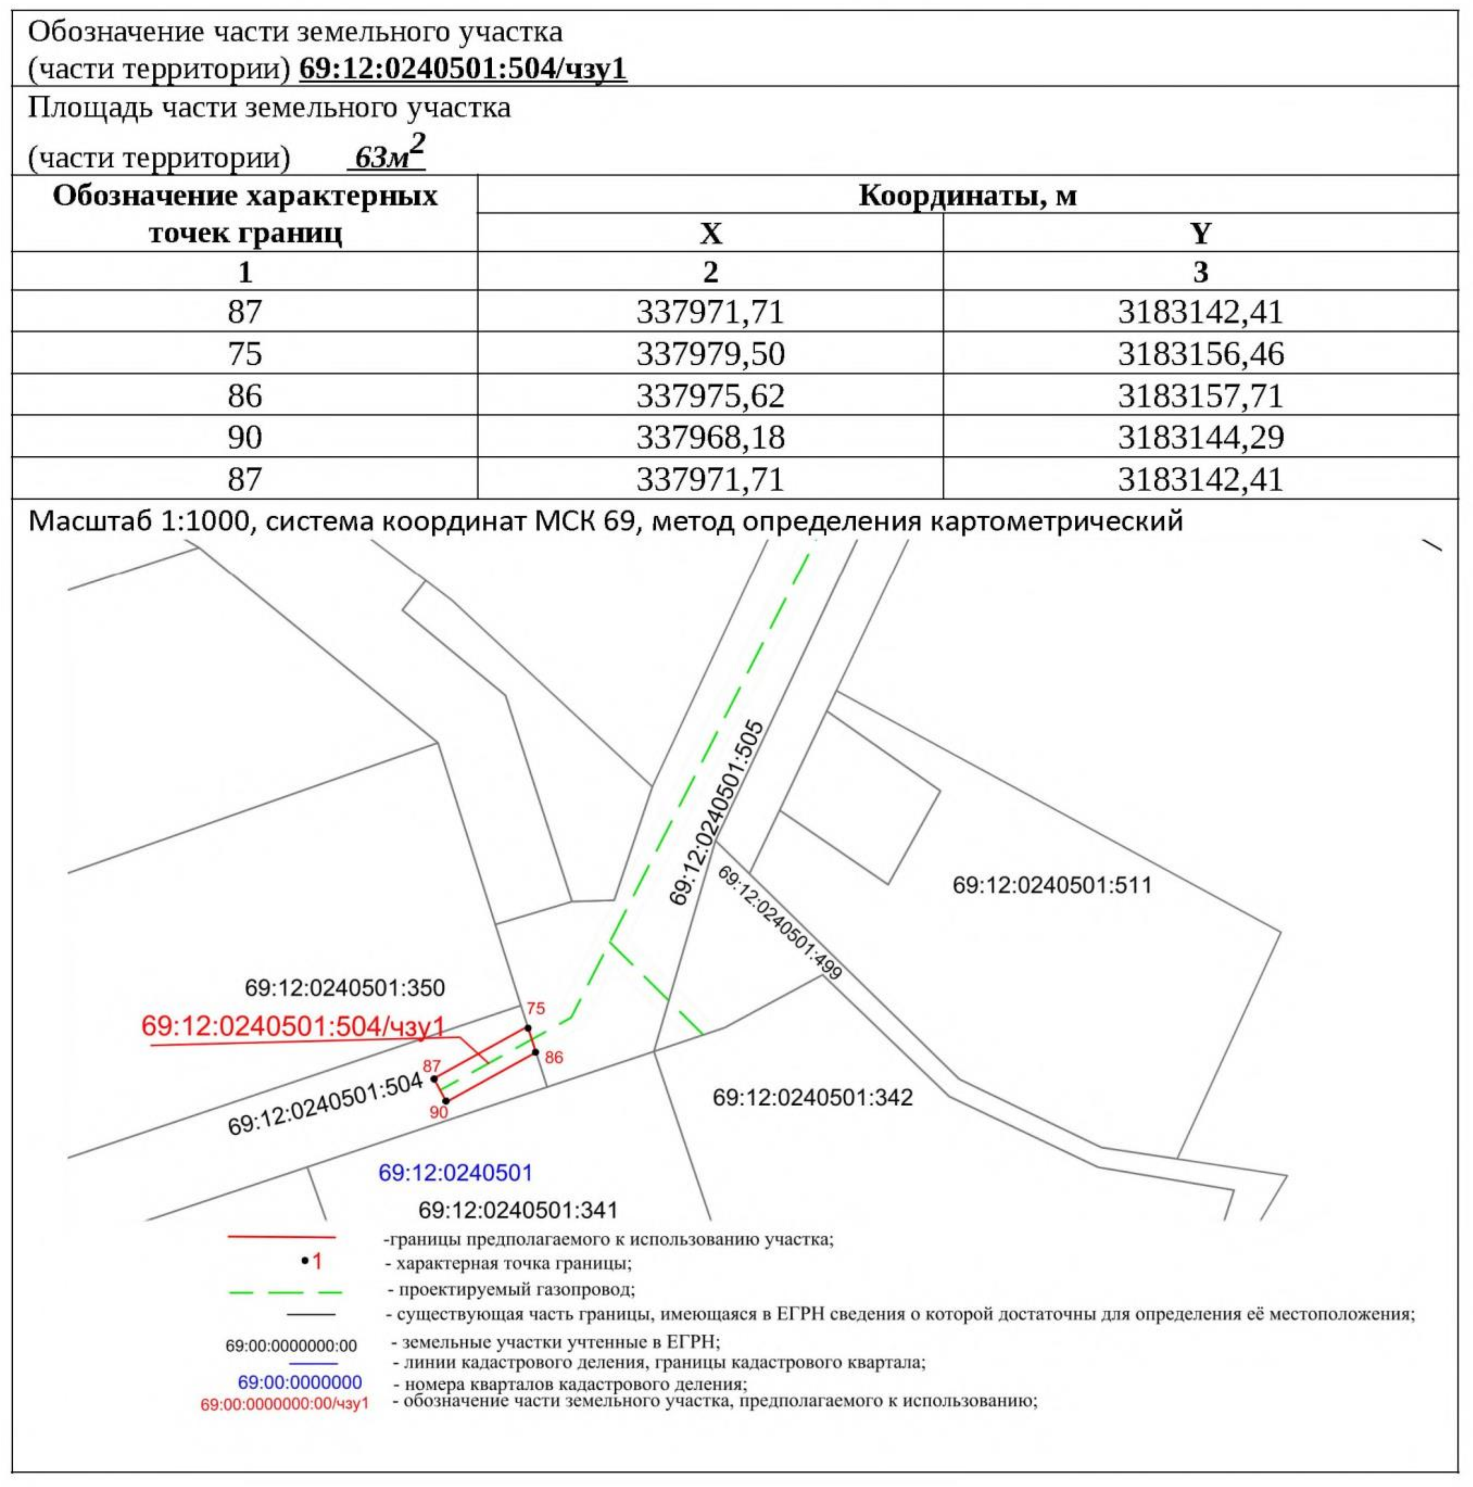 Обозначение части земельного участка
(части территории) 69:12:0240501:504/чзу1
Площадь части земельного участка
(части территории) 63м2
Обозначение характерных точек границ
Координаты, м
X Y
1 2 3
87 337971,71 3183142,41
75 337979,50 3183156,46
86 337975,62 3183157,71
90 337968,18 3183144,29
87 337971,71 3183142,41
Масштаб 1:1000, система координат МСК 69, метод определения картометрический
69:12:0240501:505
69:12:0240501:499
69:12:0240501:511
69:12:0240501:350
69:12:0240501:504/чзу1
75
86
87
90
69:12:0240501:504
69:12:0240501:342
69:12:0240501
69:12:0240501:341
-границы предполагаемого к использованию участка;
1 - характерная точка границы;
- проектируемый газопровод;
- существующая часть границы, имеющаяся в ЕГРН сведения о которой достаточны для определения её местоположения;
69:00:0000000:00 - земельные участки учтенные в ЕГРН;
- линии кадастрового деления, границы кадастрового квартала;
69:00:0000000 - номера кварталов кадастрового деления;
69:00:0000000:00/чзу1 - обозначение части земельного участка, предполагаемого к использованию;